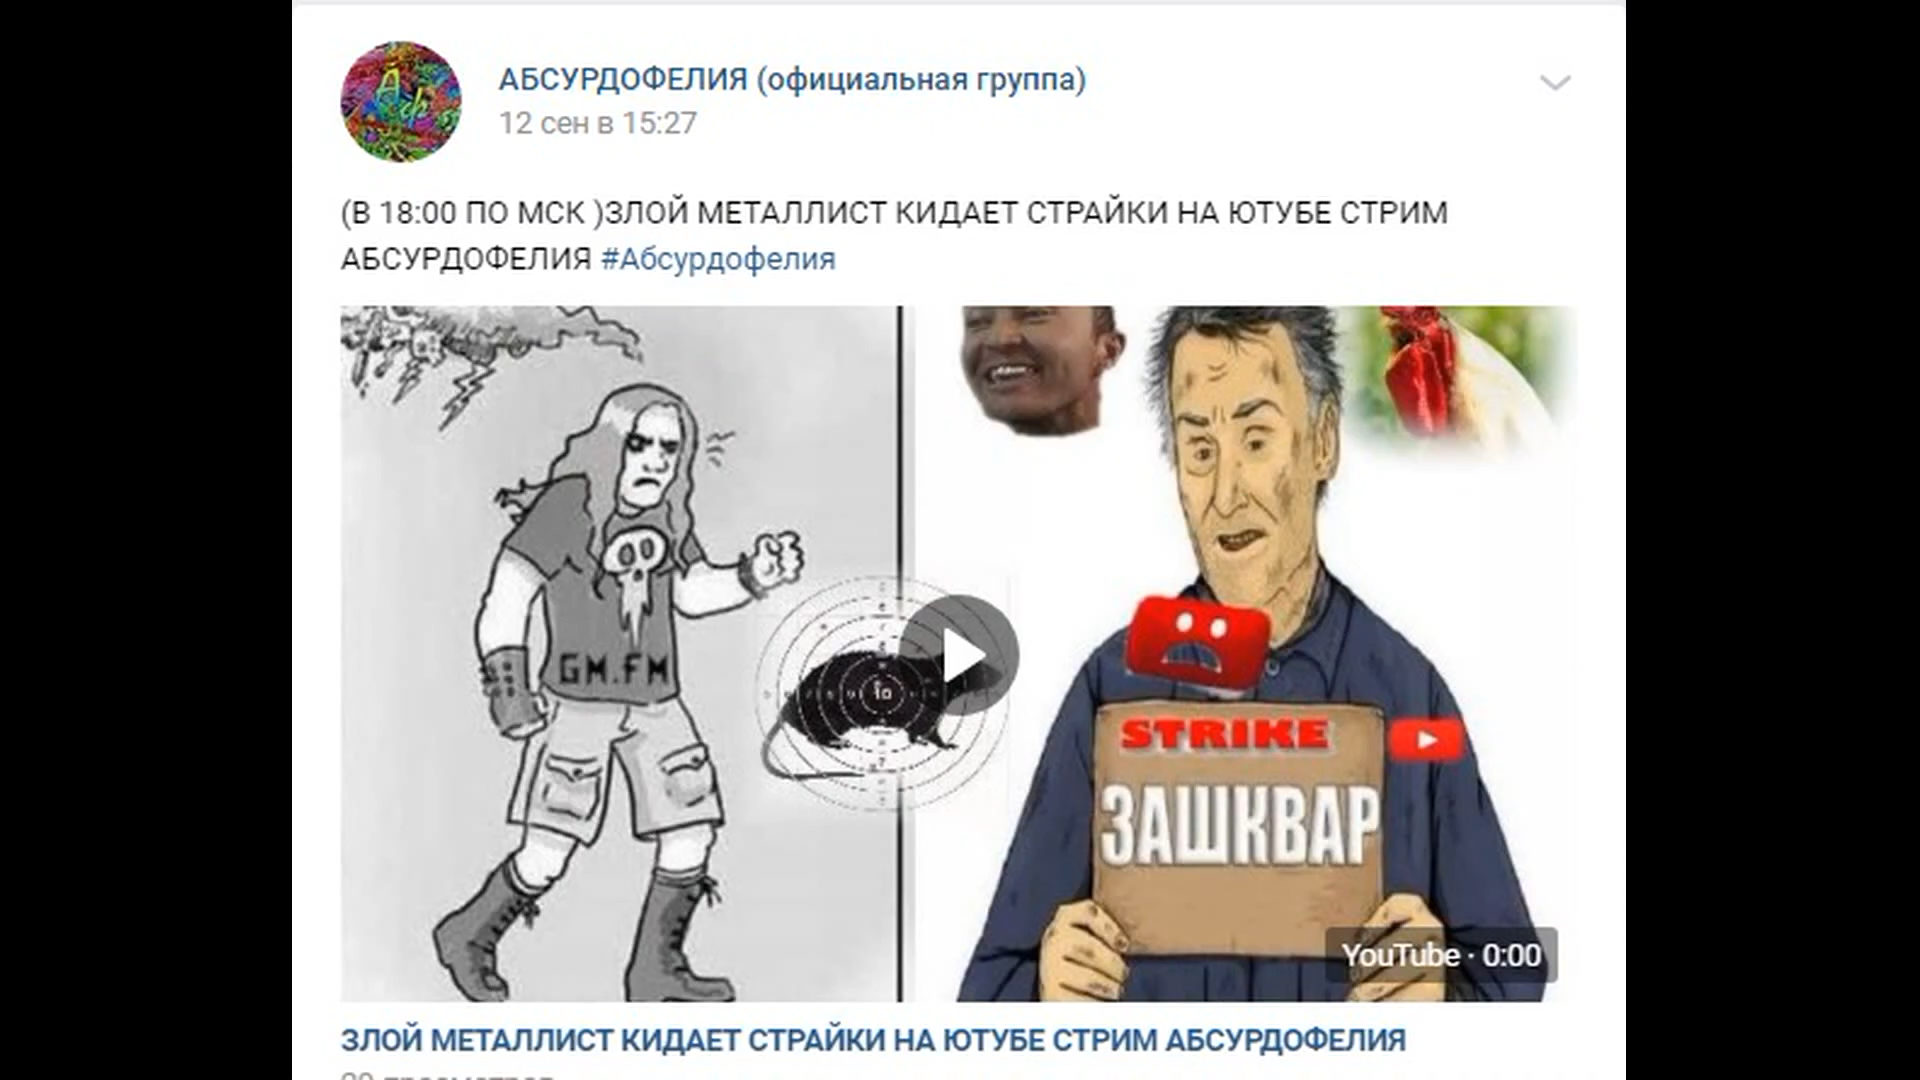 АБСУРДОФЕЛИЯ (официальная группа)
12 сен в 15:27
(В 18:00 ПО МСК )ЗЛОЙ МЕТАЛЛИСТ КИДАЕТ СТРАЙКИ НА ЮТУБЕ СТРИМ
АБСУРДОФЕЛИЯ #Абсурдофелия
GM.FM
10
STRIKE
ЗАШКВАР
YouTube · 0:00
ЗЛОЙ МЕТАЛЛИСТ КИДАЕТ СТРАЙКИ НА ЮТУБЕ СТРИМ АБСУРДОФЕЛИЯ